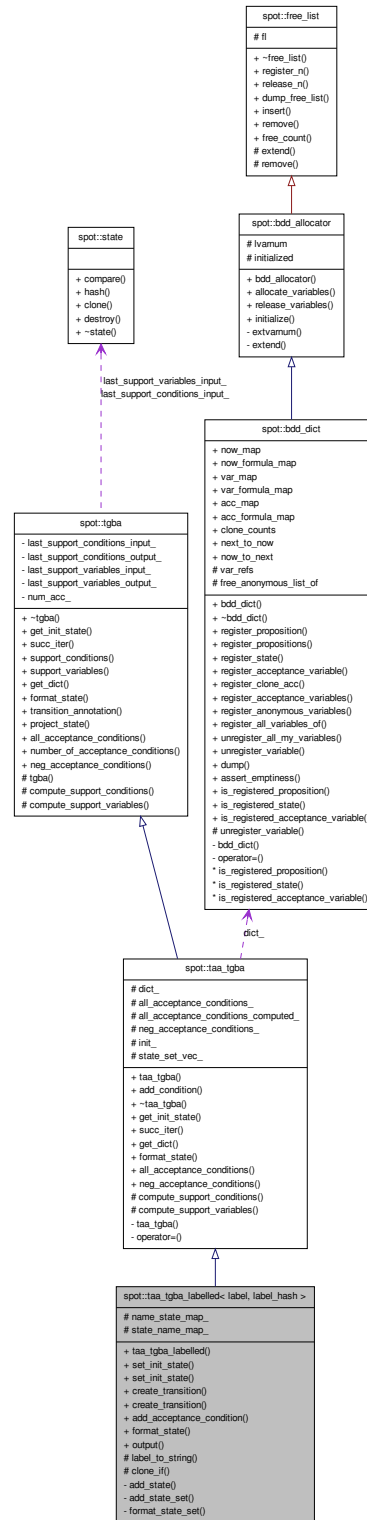 spot::free_list
# fl
+ ~free_list()
+ register_n()
+ release_n()
+ dump_free_list()
+ insert()
+ remove()
+ free_count()
# extend()
# remove()
spot::bdd_allocator
# lvarnum
# initialized
+ bdd_allocator()
+ allocate_variables()
+ release_variables()
+ initialize()
- extvarnum()
- extend()
spot::state
+ compare()
+ hash()
+ clone()
+ destroy()
+ ~state()
last_support_variables_input_
last_support_conditions_input_
spot::bdd_dict
+ now_map
+ now_formula_map
+ var_map
+ var_formula_map
+ acc_map
+ acc_formula_map
+ clone_counts
+ next_to_now
+ now_to_next
# var_refs
# free_anonymous_list_of
+ bdd_dict()
+ ~bdd_dict()
+ register_proposition()
+ register_propositions()
+ register_state()
+ register_acceptance_variable()
+ register_clone_acc()
+ register_acceptance_variables()
+ register_anonymous_variables()
+ register_all_variables_of()
+ unregister_all_my_variables()
+ unregister_variable()
+ dump()
+ assert_emptiness()
+ is_registered_proposition()
+ is_registered_state()
+ is_registered_acceptance_variable()
# unregister_variable()
- bdd_dict()
- operator=()
* is_registered_proposition()
* is_registered_state()
* is_registered_acceptance_variable()
spot::tgba
- last_support_conditions_input_
- last_support_conditions_output_
- last_support_variables_input_
- last_support_variables_output_
- num_acc_
+ ~tgba()
+ get_init_state()
+ succ_iter()
+ support_conditions()
+ support_variables()
+ get_dict()
+ format_state()
+ transition_annotation()
+ project_state()
+ all_acceptance_conditions()
+ number_of_acceptance_conditions()
+ neg_acceptance_conditions()
# tgba()
# compute_support_conditions()
# compute_support_variables()
dict_
spot::taa_tgba
# dict_
# all_acceptance_conditions_
# all_acceptance_conditions_computed_
# neg_acceptance_conditions_
# init_
# state_set_vec_
+ taa_tgba()
+ add_condition()
+ ~taa_tgba()
+ get_init_state()
+ succ_iter()
+ get_dict()
+ format_state()
+ all_acceptance_conditions()
+ neg_acceptance_conditions()
# compute_support_conditions()
# compute_support_variables()
- taa_tgba()
- operator=()
spot::taa_tgba_labelled< label, label_hash >
# name_state_map_
# state_name_map_
+ taa_tgba_labelled()
+ set_init_state()
+ set_init_state()
+ create_transition()
+ create_transition()
+ add_acceptance_condition()
+ format_state()
+ output()
# label_to_string()
# clone_if()
- add_state()
- add_state_set()
- format_state_set()